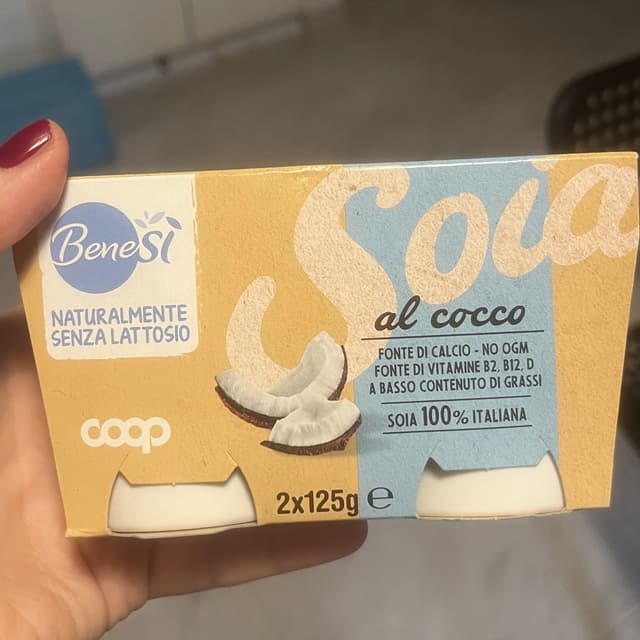 BeneSì
NATURALMENTE
SENZA LATTOSIO
coop
Soia
al cocco
FONTE DI CALCIO - NO OGM
FONTE DI VITAMINE B2, B12, D
A BASSO CONTENUTO DI GRASSI
SOIA 100% ITALIANA
2x125g ℮